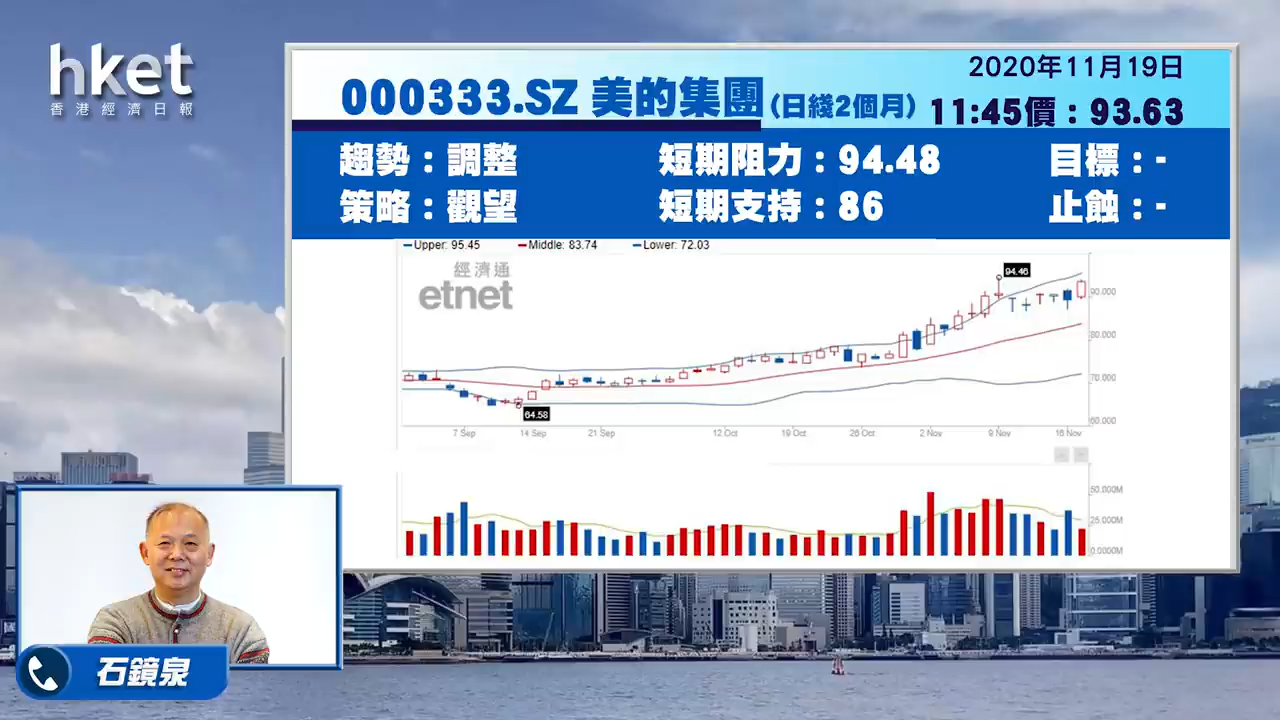 hket
香港經濟日報
000333.SZ 美的集團 (日綫2個月)
2020年11月19日
11:45價：93.63
趨勢：調整 短期阻力：94.48 目標：-
策略：觀望 短期支持：86 止蝕：-
Upper: 95.45 Middle: 83.74 Lower: 72.03
經濟通
etnet
94.46
90.000
80.000
70.000
64.58
60.000
7 Sep 14 Sep 21 Sep 12 Oct 19 Oct 26 Oct 2 Nov 9 Nov 16 Nov
50.000M
25.000M
0.0000M
石鏡泉